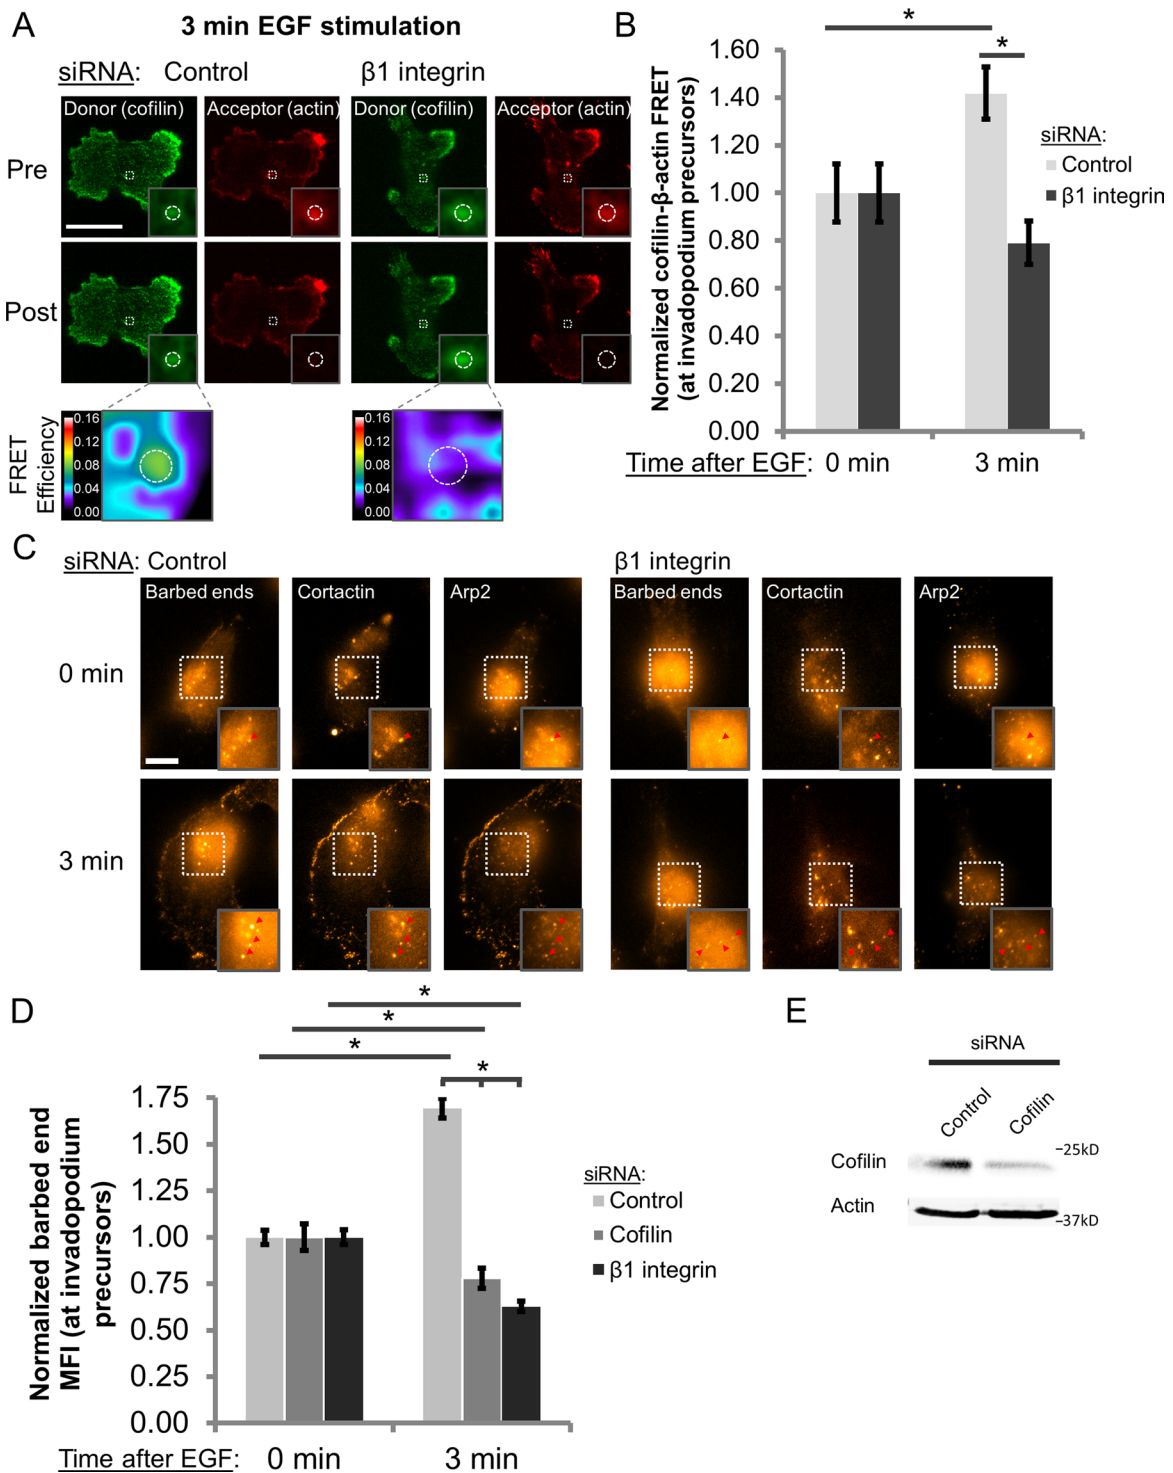 A
3 min EGF stimulation
siRNA: Control
β1 integrin
Donor (cofilin)
Acceptor (actin)
Donor (cofilin)
Acceptor (actin)
Pre
Post
FRET
Efficiency
0.16
0.12
0.08
0.04
0.00
0.16
0.12
0.08
0.04
0.00
B
*
*
Normalized cofilin-β-actin FRET
(at invadopodium precursors)
1.60
1.40
1.20
1.00
0.80
0.60
0.40
0.20
0.00
siRNA:
Control
β1 integrin
Time after EGF: 0 min 3 min
C
siRNA: Control
β1 integrin
Barbed ends
Cortactin
Arp2
Barbed ends
Cortactin
Arp2
0 min
3 min
D
*
*
*
*
Normalized barbed end
MFI (at invadopodium
precursors)
1.75
1.50
1.25
1.00
0.75
0.50
0.25
0.00
siRNA:
Control
Cofilin
β1 integrin
Time after EGF: 0 min 3 min
E
siRNA
Control
Cofilin
Cofilin
–25kD
Actin
–37kD